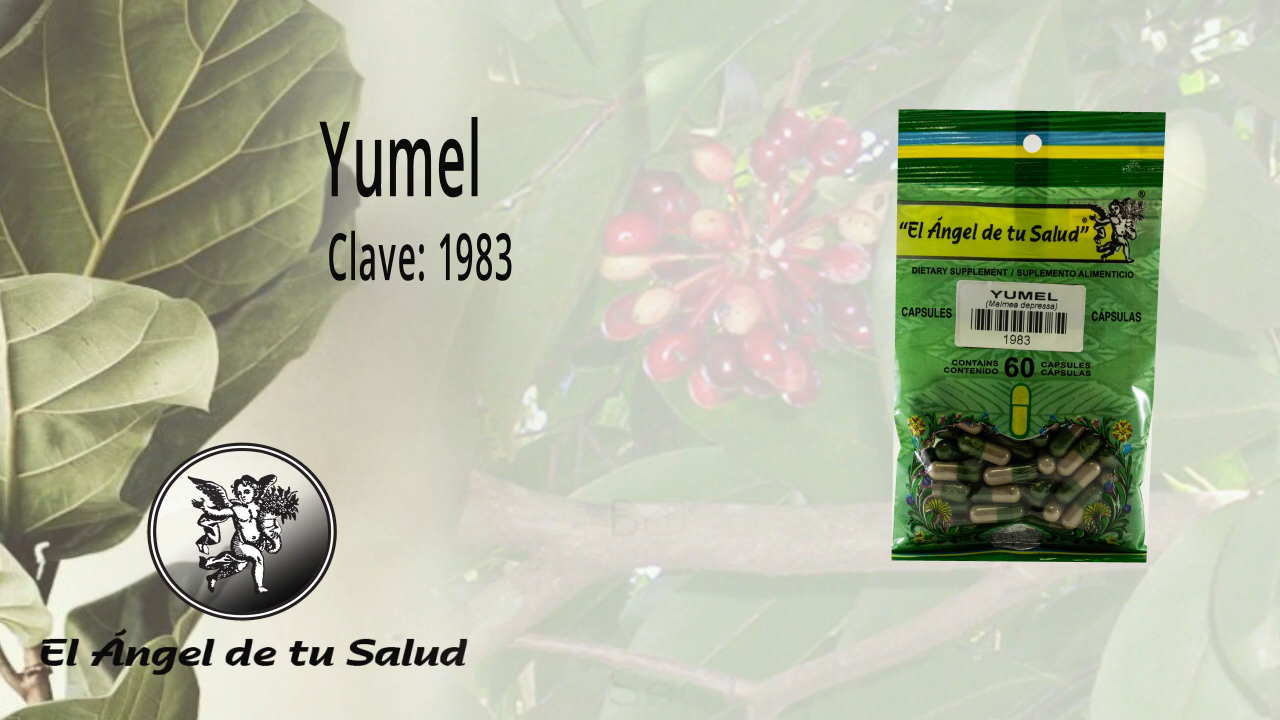 Yumel
Clave: 1983
"El Ángel de tu Salud"®
®
DIETARY SUPPLEMENT / SUPLEMENTO ALIMENTICIO
YUMEL
(Malmea depressa)
CAPSULES
CÁPSULAS
1983
CONTAINS
CONTENIDO
60
CAPSULES
CÁPSULAS
El Ángel de tu Salud